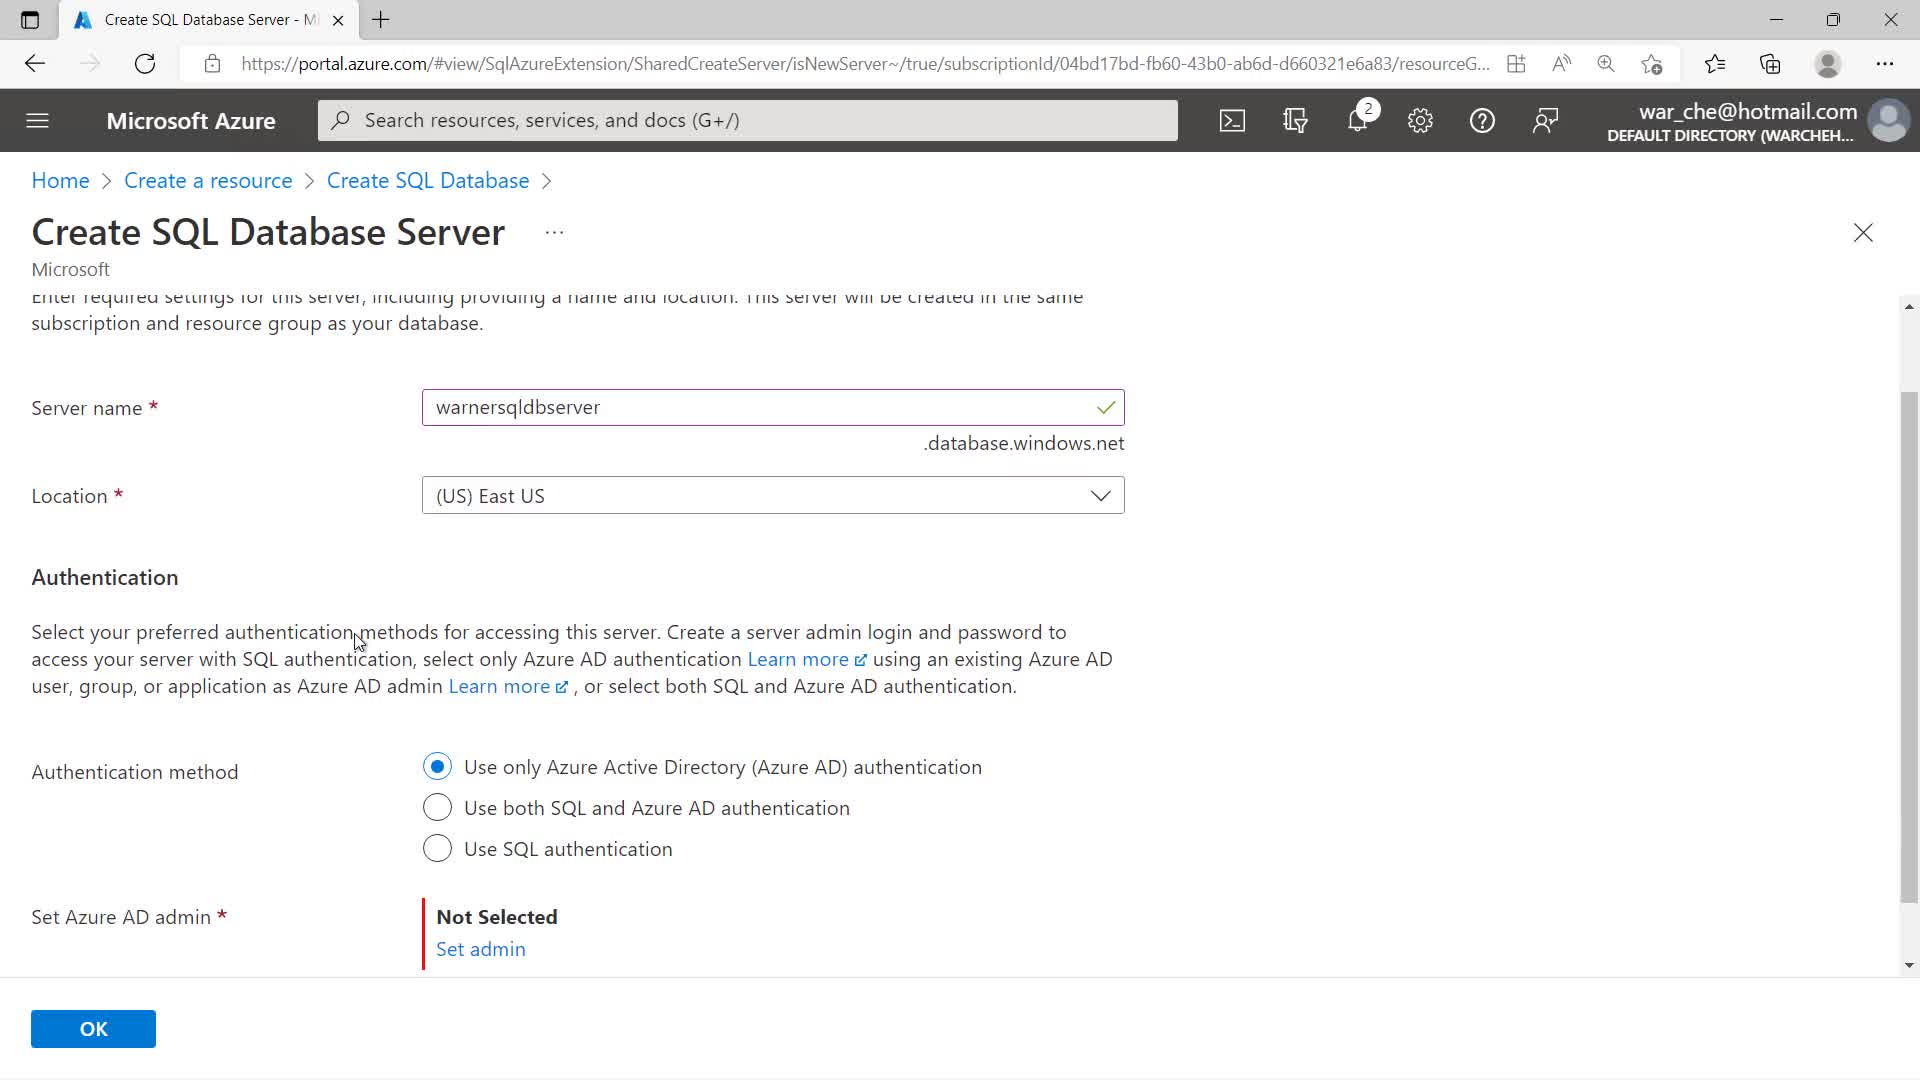 Create SQL Database Server - M
https://portal.azure.com/#view/SqlAzureExtension/SharedCreateServer/isNewServer~/true/subscriptionId/04bd17bd-fb60-43b0-ab6d-d660321e6a83/resourceG...
Microsoft Azure
Search resources, services, and docs (G+/)
2
war_che@hotmail.com
DEFAULT DIRECTORY (WARCHEH...
Home > Create a resource > Create SQL Database >
Create SQL Database Server ...
Microsoft
Enter required settings for this server, including providing a name and location. This server will be created in the same
subscription and resource group as your database.
Server name *
warnersqldbserver
.database.windows.net
Location *
(US) East US
Authentication
Select your preferred authentication methods for accessing this server. Create a server admin login and password to
access your server with SQL authentication, select only Azure AD authentication Learn more using an existing Azure AD
user, group, or application as Azure AD admin Learn more , or select both SQL and Azure AD authentication.
Authentication method
Use only Azure Active Directory (Azure AD) authentication
Use both SQL and Azure AD authentication
Use SQL authentication
Set Azure AD admin *
Not Selected
Set admin
OK